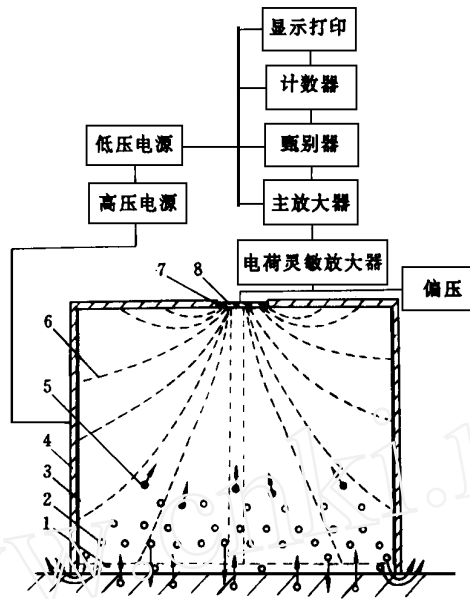 显示打印
计数器
低压电源
甄别器
高压电源
主放大器
电荷灵敏放大器
偏压
7
8
6
5
4
3
2
1
www.cnki.n